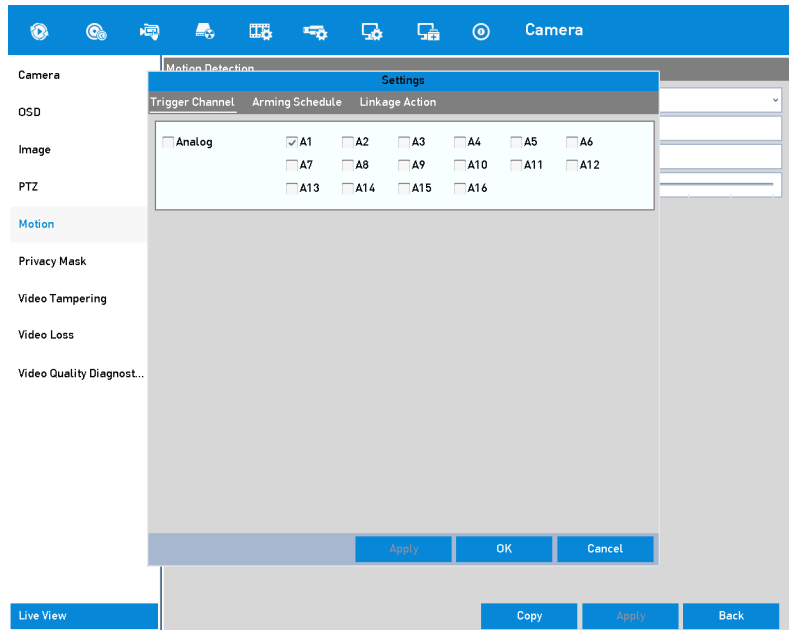 Camera
Camera
OSD
Image
PTZ
Motion
Privacy Mask
Video Tampering
Video Loss
Video Quality Diagnost...
Motion Detection
Settings
Trigger Channel Arming Schedule Linkage Action
Analog A1 A2 A3 A4 A5 A6
A7 A8 A9 A10 A11 A12
A13 A14 A15 A16
Apply OK Cancel
Live View Copy Apply Back